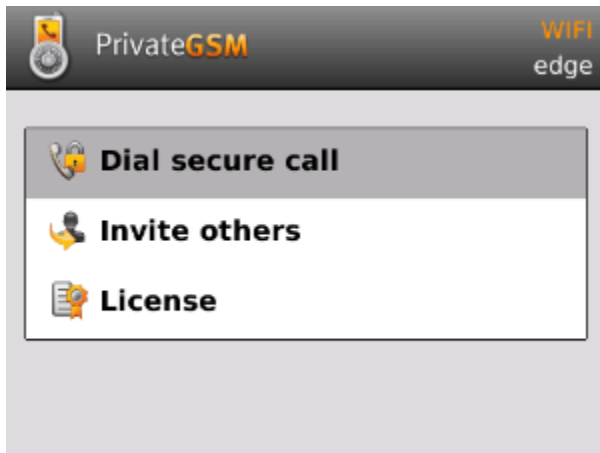 PrivateGSM
WIFI
edge
Dial secure call
Invite others
License